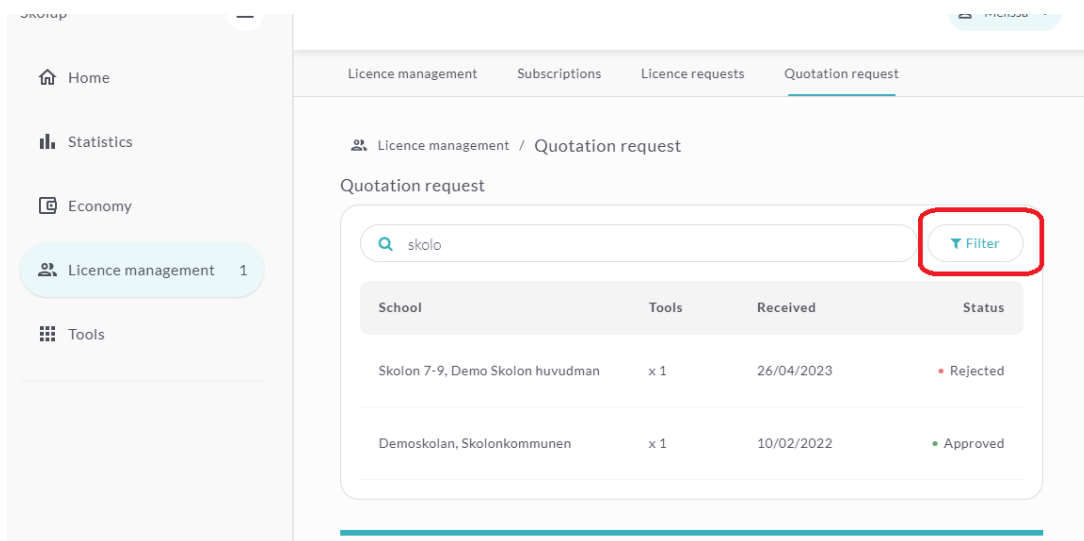 Skolup
Melissa
Home
Statistics
Economy
Licence management 1
Tools
Licence management Subscriptions Licence requests Quotation request
Licence management / Quotation request
Quotation request
skolo
Filter
School Tools Received Status
Skolon 7-9, Demo Skolon huvudman x 1 26/04/2023 Rejected
Demoskolan, Skolonkommunen x 1 10/02/2022 Approved